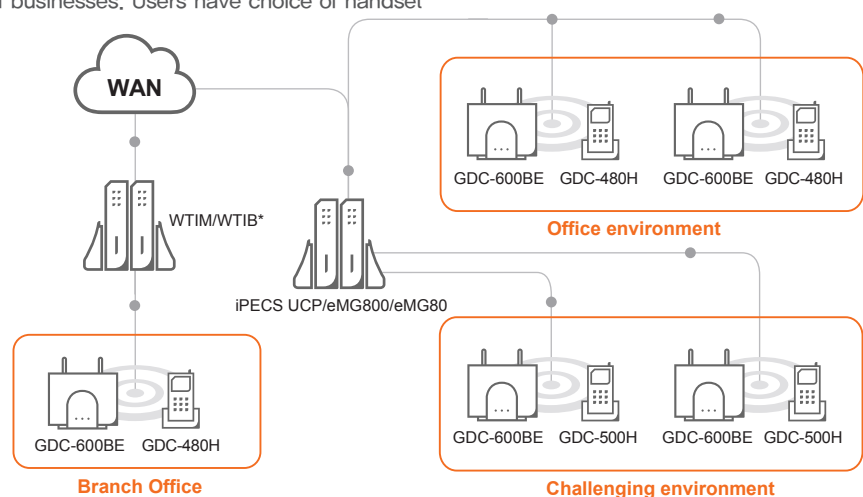 businesses. Users have choice of handset
WAN
GDC-600BE GDC-480H GDC-600BE GDC-480H
Office environment
WTIM/WTIB*
iPECS UCP/eMG800/eMG80
GDC-600BE GDC-480H
Branch Office
GDC-600BE GDC-500H GDC-600BE GDC-500H
Challenging environment